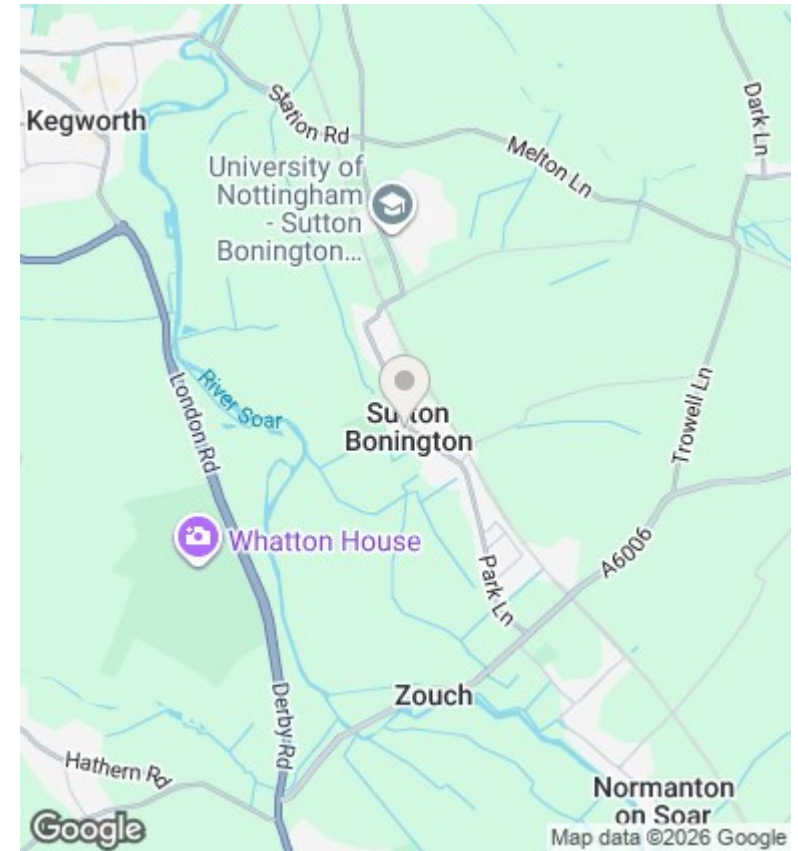 Kegworth
Station Rd
Melton Ln
Dark Ln
University of
Nottingham
- Sutton
Bonington...
River Soar
London Rd
Sutton
Bonington
Trowell Ln
Whatton House
A6006
Park Ln
Zouch
Derby Rd
Hathern Rd
Normanton
on Soar
Google
Map data ©2026 Google